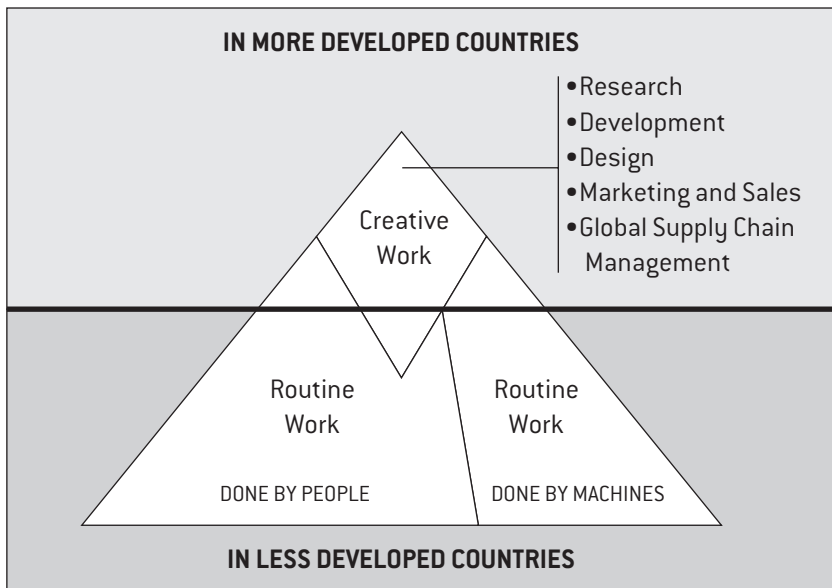 IN MORE DEVELOPED COUNTRIES
•Research
•Development
•Design
•Marketing and Sales
•Global Supply Chain
Management
Creative
Work
Routine
Work
DONE BY PEOPLE
Routine
Work
DONE BY MACHINES
IN LESS DEVELOPED COUNTRIES